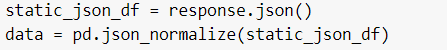 static_json_df = response.json()
data = pd.json_normalize(static_json_df)